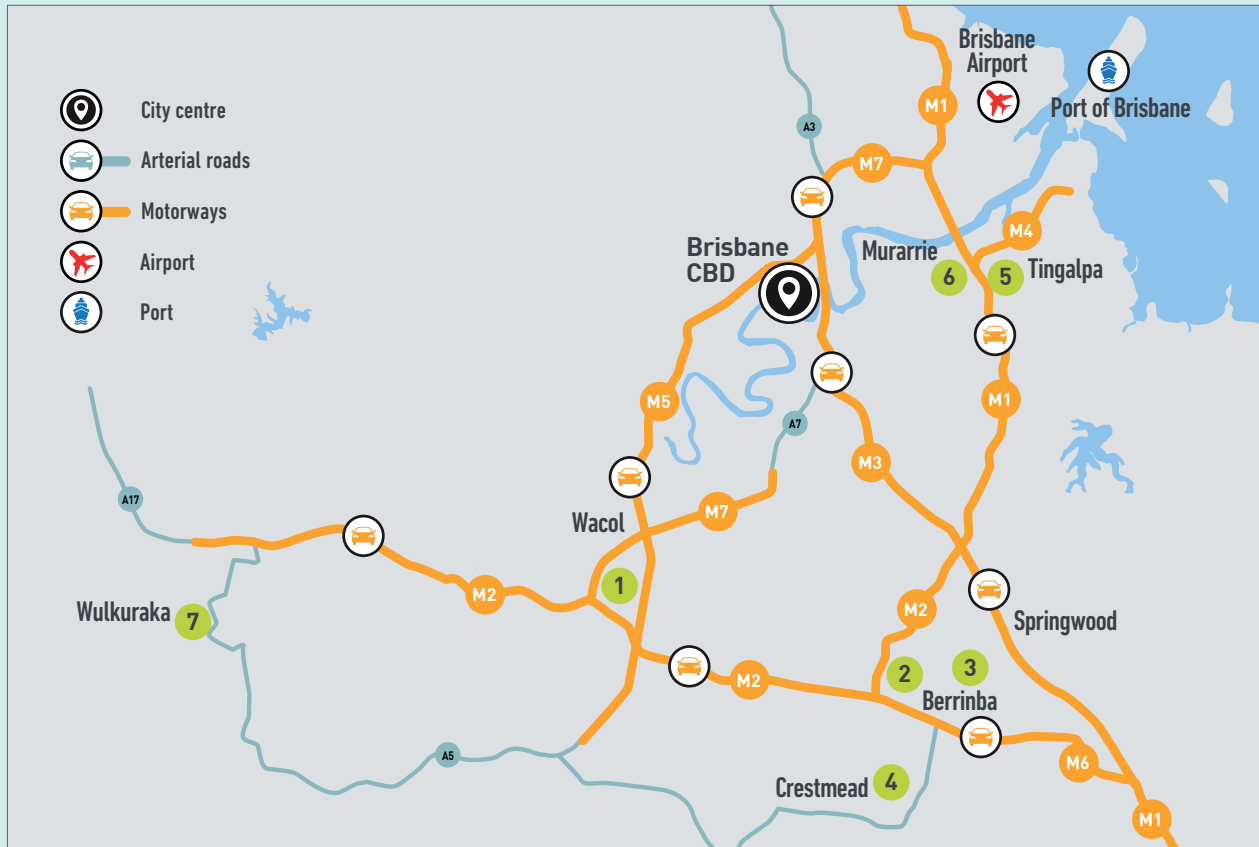 City centre
Arterial roads
Motorways
Airport
Port
Brisbane
Airport
Port of Brisbane
M1
A3
M7
M4
Murarrie
6
5
Tingalpa
Brisbane
CBD
M5
M1
A7
M3
A17
Wacol
M7
1
M2
M2
Wulkuraka
7
Springwood
2
3
Berrinba
M2
A5
M6
Crestmead
4
M1